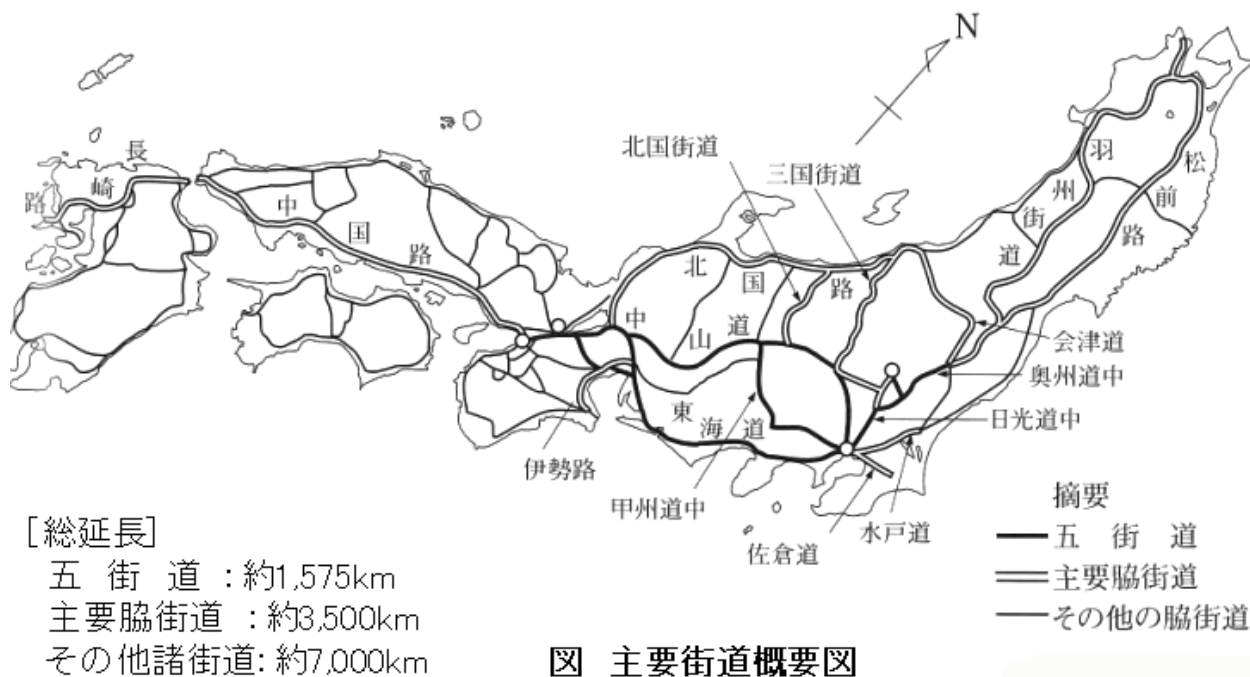 N
北国街道
三国街道
長崎路
中国路
北国路
羽州街道
松前路
中山道
東海道
会津道
奥州道中
日光道中
伊勢路
甲州道中
佐倉道
水戸道
摘要
五街道
主要脇街道
その他の脇街道
[総延長]
五街道:約1,575km
主要脇街道:約3,500km
その他諸街道:約7,000km
図 主要街道概要図